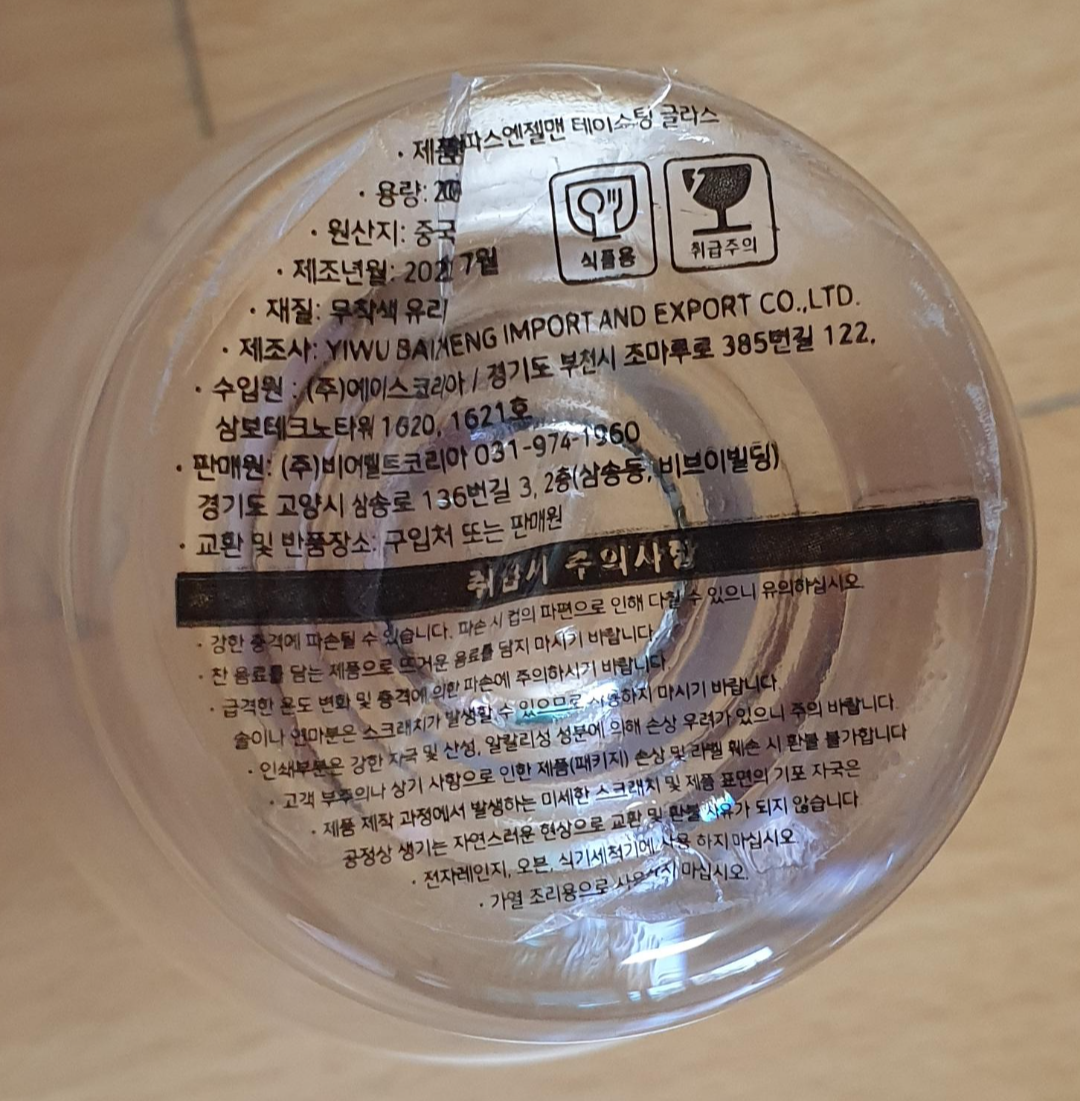 테이스팅 글라스
· 용량:
· 원산지: 중국
· 제조년월: 7월
· 재질: 무착색 유리
식품용
취급주의
· 제조사: YIWU IMPORT AND EXPORT CO.,LTD.
· 수입원 : (주)에이스코리아 / 경기도 부천시 조마루로 385번길 122,
삼보테크노타워 1620, 1621호
· 판매원: (주)비어벨트코리아 031-974-1960
경기도 고양시 삼송로 136번길 3, 2층(삼송동, 비브이빌딩)
· 교환 및 반품장소: 구입처 또는 판매원
취급시 주의사항
· 강한 충격에 파손될 수 있습니다. 파손 시 컵의 파편으로 인해 다칠 수 있으니 유의하십시오.
· 찬 음료를 담는 제품으로 뜨거운 음료를 담지 마시기 바랍니다.
· 급격한 온도 변화 및 충격에 의한 파손에 주의하시기 바랍니다.
솔이나 연마분은 스크래치가 발생할 수 있으므로 사용하지 마시기 바랍니다.
· 인쇄부분은 강한 자극 및 산성, 알칼리성 성분에 의해 손상 우려가 있으니 주의 바랍니다.
· 고객 부주의나 상기 사항으로 인한 제품(패키지) 손상 및 라벨 훼손 시 환불 불가합니다
· 제품 제작 과정에서 발생하는 미세한 스크래치 및 제품 표면의 기포 자국은
공정상 생기는 자연스러운 현상으로 교환 및 환불 사유가 되지 않습니다
· 전자레인지, 오븐, 식기세척기에 사용 하지 마십시오.
· 가열 조리용으로 사용하지 마십시오.